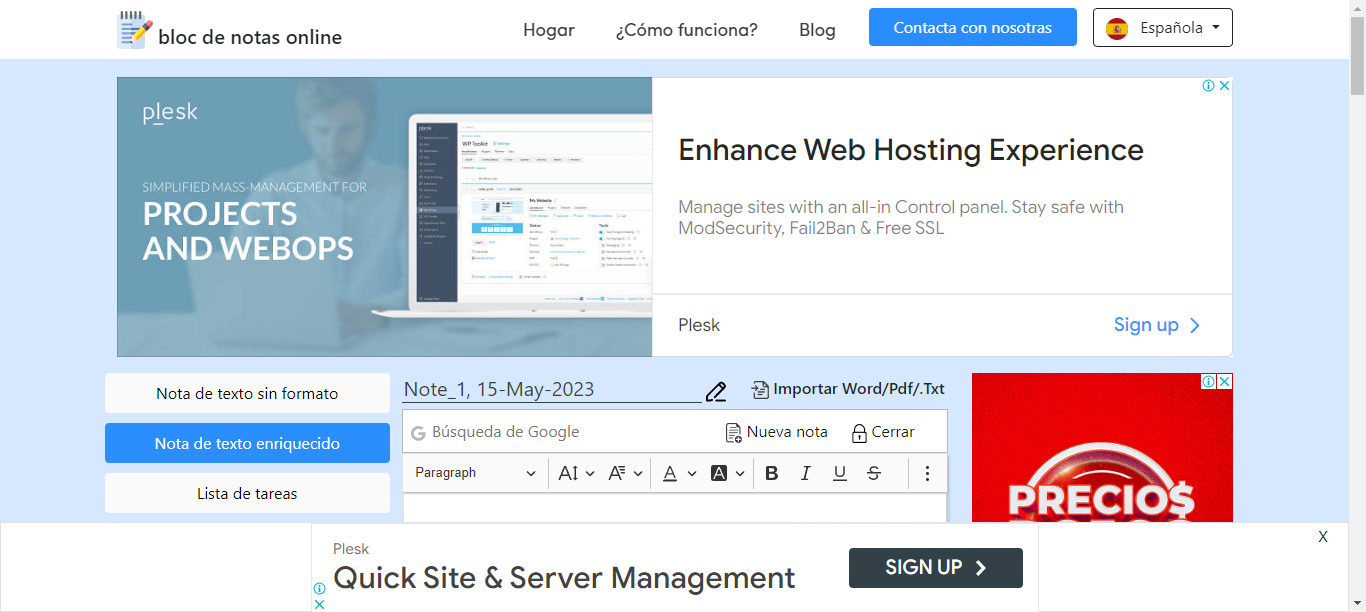 bloc de notas online
Hogar
¿Cómo funciona?
Blog
Contacta con nosotras
Española
plesk
SIMPLIFIED MASS-MANAGEMENT FOR
PROJECTS
AND WEBOPS
plesk
WP Toolkit
My Website
Status
Tools
Enhance Web Hosting Experience
Manage sites with an all-in Control panel. Stay safe with
ModSecurity, Fail2Ban & Free SSL
Plesk
Sign up
Nota de texto sin formato
Nota de texto enriquecido
Lista de tareas
Note_1, 15-May-2023
Importar Word/Pdf/.Txt
Búsqueda de Google
Nueva nota
Cerrar
Paragraph
B I U S
PRECIO$
Plesk
Quick Site & Server Management
SIGN UP
X